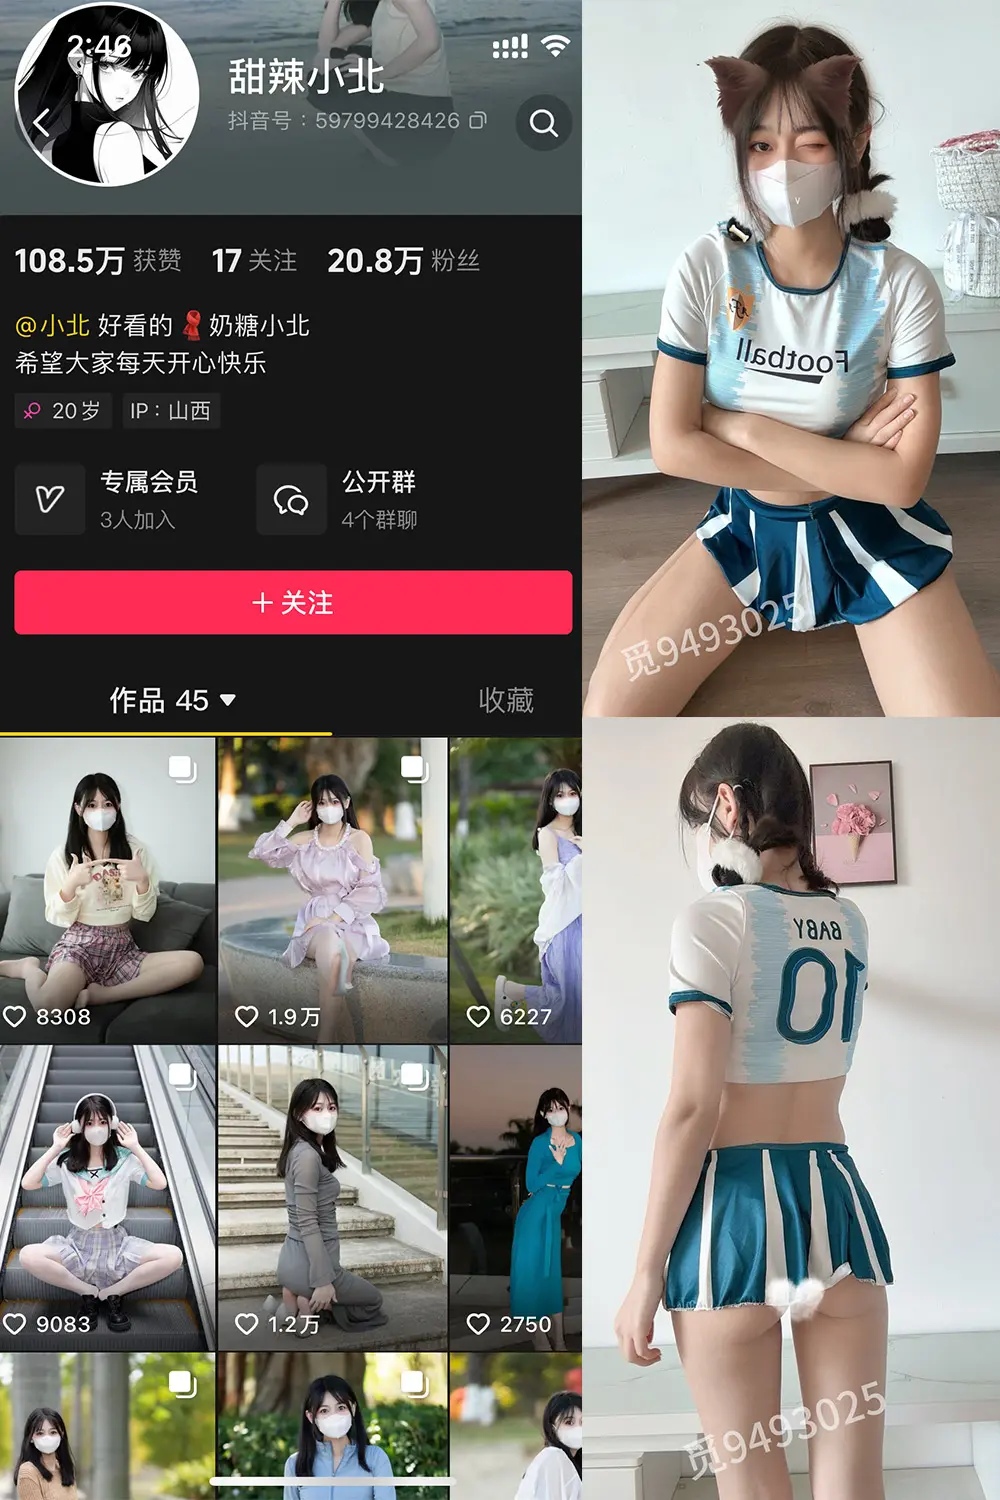 2:46
甜辣小北
抖音号：59799428426
108.5万 获赞 17 关注 20.8万 粉丝
@小北 好看的 奶糖小北
希望大家每天开心快乐
20岁 IP：山西
专属会员
3人加入
公开群
4个群聊
+ 关注
作品 45 收藏
8308
1.9万
6227
9083
1.2万
2750
Football
觅9493025
BABY
10
觅9493025